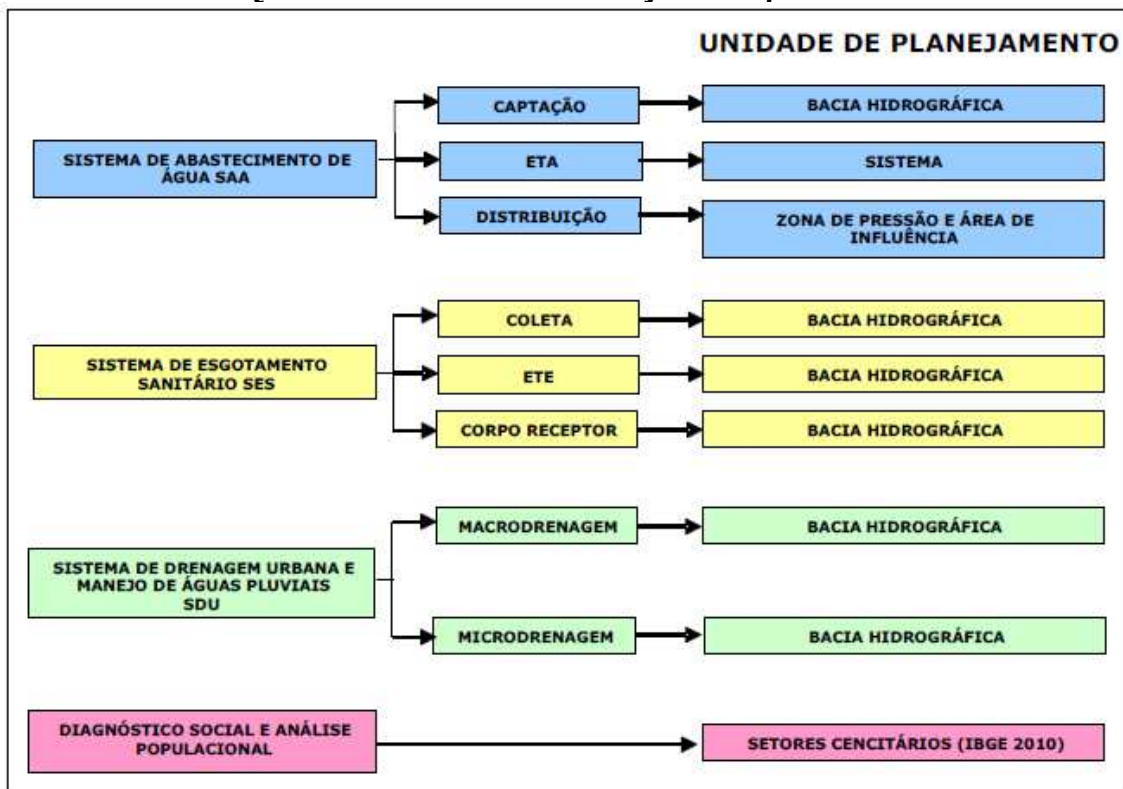 UNIDADE DE PLANEJAMENTO
SISTEMA DE ABASTECIMENTO DE
ÁGUA SAA
CAPTAÇÃO
BACIA HIDROGRÁFICA
ETA
SISTEMA
DISTRIBUIÇÃO
ZONA DE PRESSÃO E ÁREA DE
INFLUÊNCIA
SISTEMA DE ESGOTAMENTO
SANITÁRIO SES
COLETA
BACIA HIDROGRÁFICA
ETE
BACIA HIDROGRÁFICA
CORPO RECEPTOR
BACIA HIDROGRÁFICA
SISTEMA DE DRENAGEM URBANA E
MANEJO DE ÁGUAS PLUVIAIS
SDU
MACRODRENAGEM
BACIA HIDROGRÁFICA
MICRODRENAGEM
BACIA HIDROGRÁFICA
DIAGNÓSTICO SOCIAL E ANÁLISE
POPULACIONAL
SETORES CENCITÁRIOS (IBGE 2010)